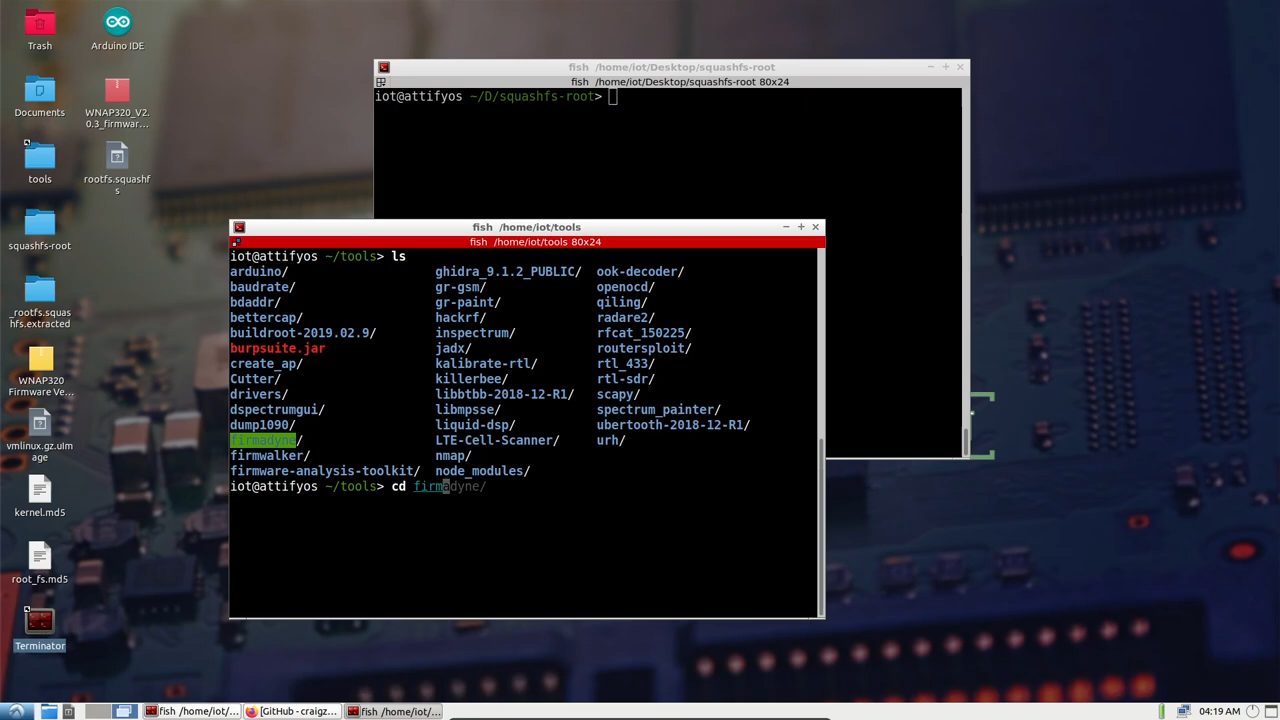 Trash
Arduino IDE
Documents
WNAP320_V2.
0.3_firmwar...
tools
rootfs.squashf
s
squashfs-root
_rootfs.squas
hfs.extracted
WNAP320
Firmware Ve...
vmlinux.gz.uIm
age
kernel.md5
root_fs.md5
Terminator
fish /home/iot/Desktop/squashfs-root
fish /home/iot/Desktop/squashfs-root 80x24
iot@attifyos ~/D/squashfs-root>
fish /home/iot/tools
fish /home/iot/tools 80x24
iot@attifyos ~/tools> ls
arduino/ ghidra_9.1.2_PUBLIC/ ook-decoder/
baudrate/ gr-gsm/ openocd/
bdaddr/ gr-paint/ qiling/
bettercap/ hackrf/ radare2/
buildroot-2019.02.9/ inspectrum/ rfcat_150225/
burpsuite.jar jadx/ routersploit/
create_ap/ kalibrate-rtl/ rtl_433/
Cutter/ killerbee/ rtl-sdr/
drivers/ libbtbb-2018-12-R1/ scapy/
dspectrumgui/ libmpsse/ spectrum_painter/
dump1090/ liquid-dsp/ ubertooth-2018-12-R1/
firmadyne/ LTE-Cell-Scanner/ urh/
firmwalker/ nmap/
firmware-analysis-toolkit/ node_modules/
iot@attifyos ~/tools> cd firmadyne/
fish /home/iot/... [GitHub - craigz... fish /home/iot/... 04:19 AM